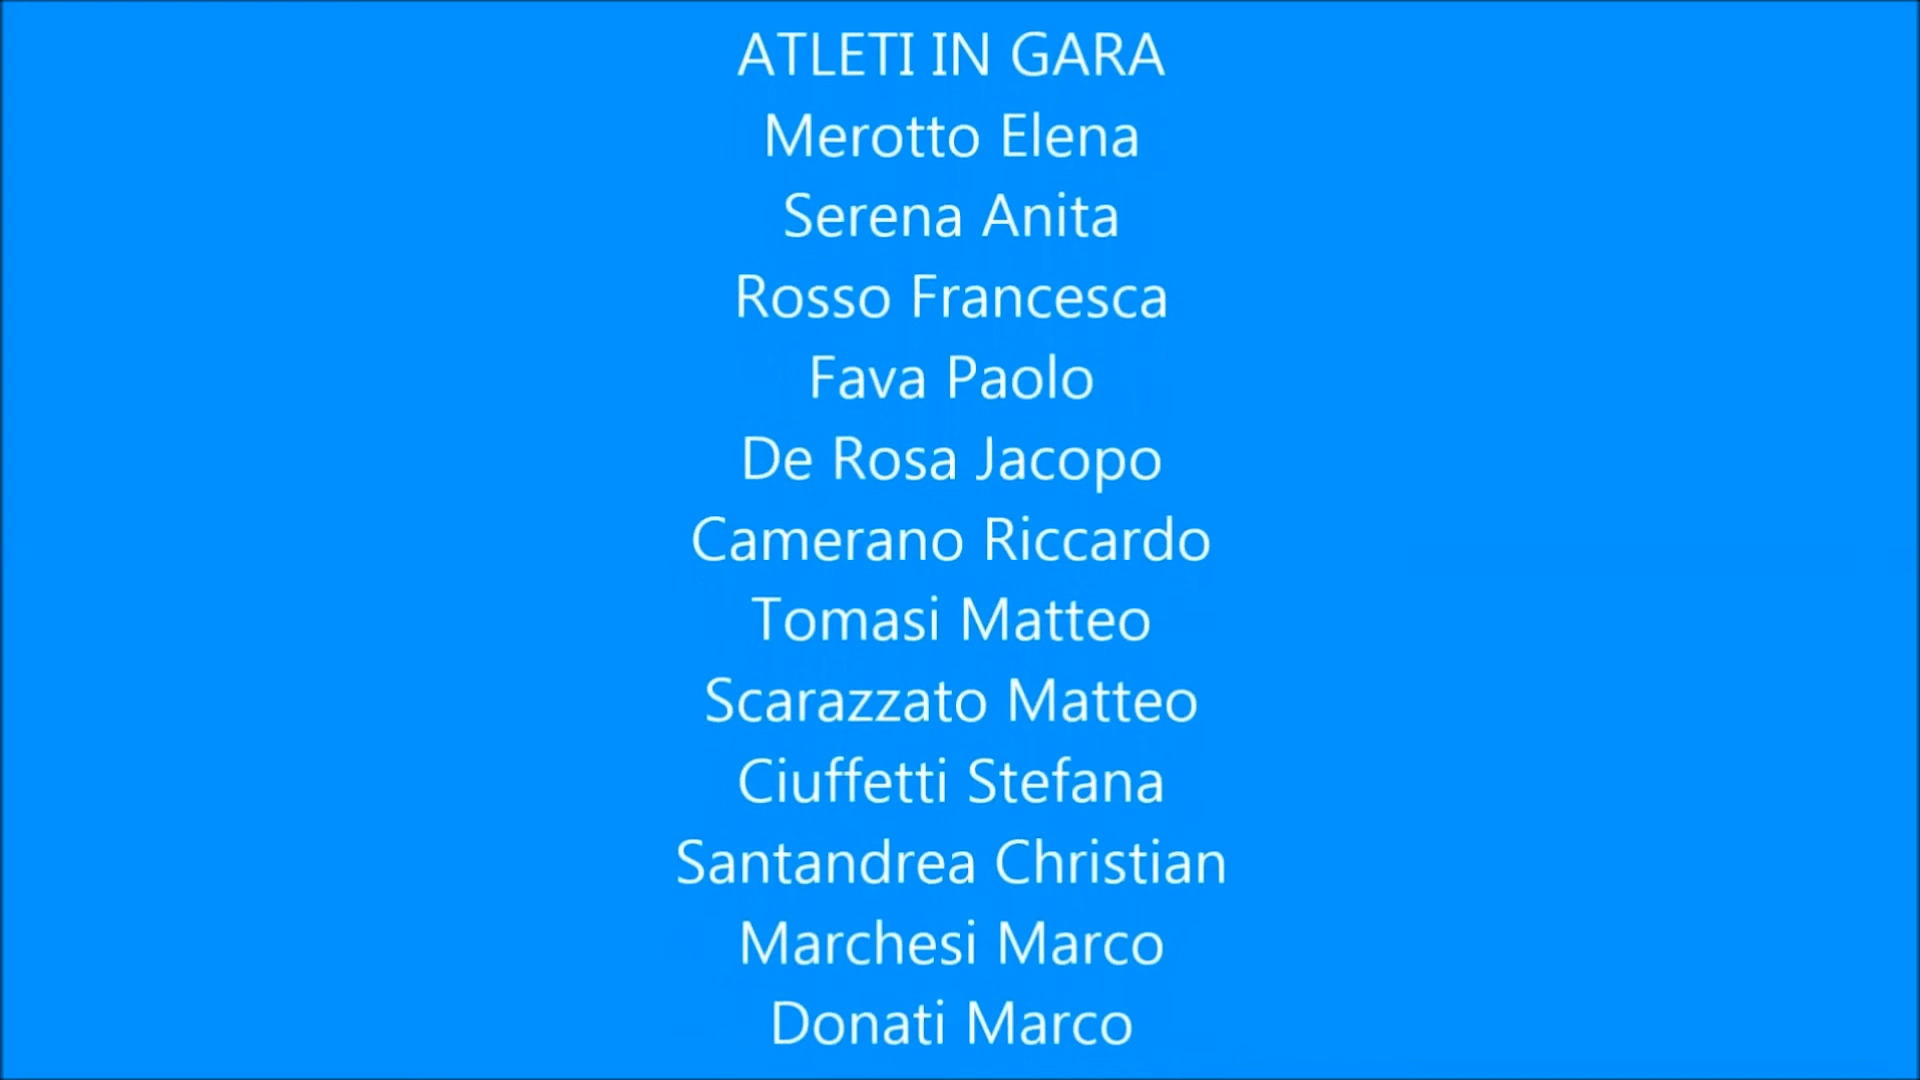 ATLETI IN GARA
Merotto Elena
Serena Anita
Rosso Francesca
Fava Paolo
De Rosa Jacopo
Camerano Riccardo
Tomasi Matteo
Scarazzato Matteo
Ciuffetti Stefana
Santandrea Christian
Marchesi Marco
Donati Marco